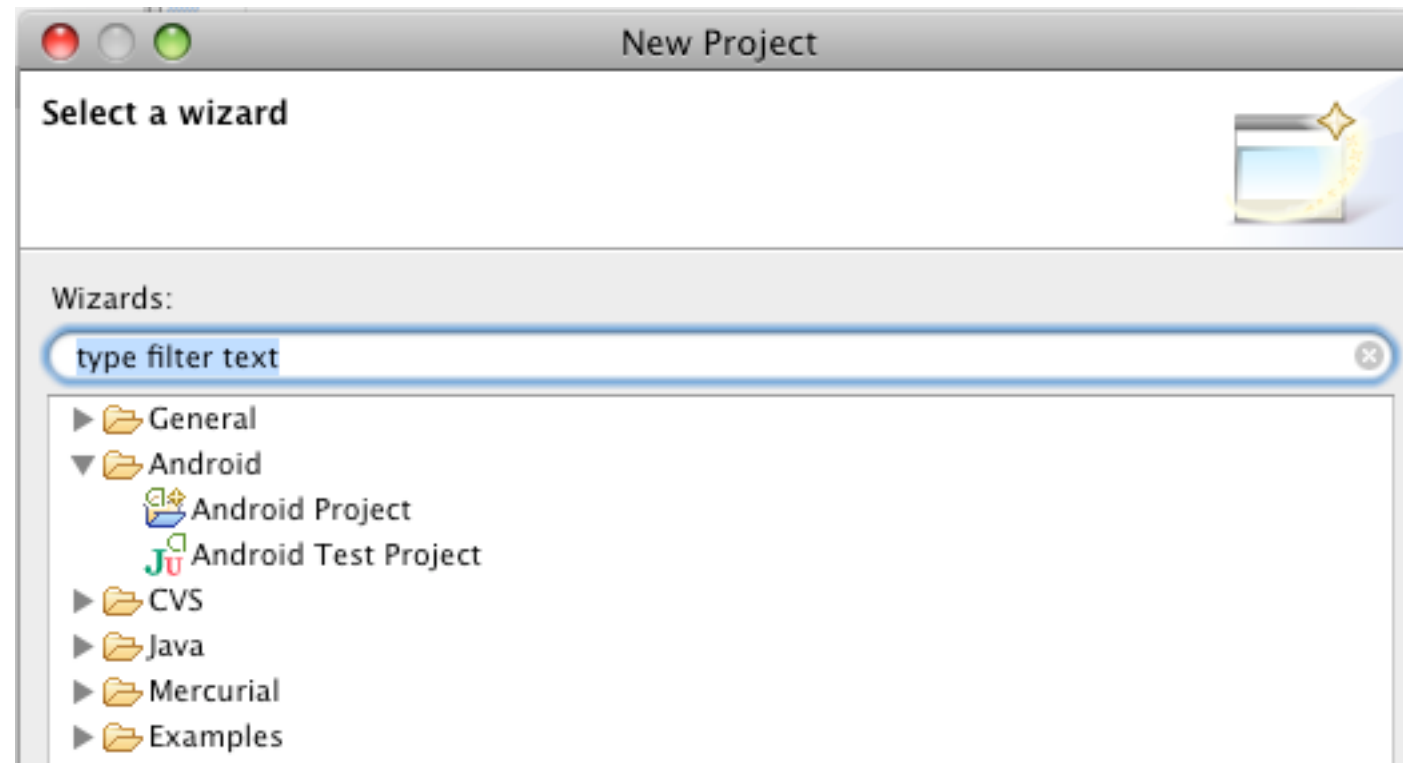 New Project
Select a wizard
Wizards:
type filter text
General
Android
Android Project
Android Test Project
CVS
Java
Mercurial
Examples